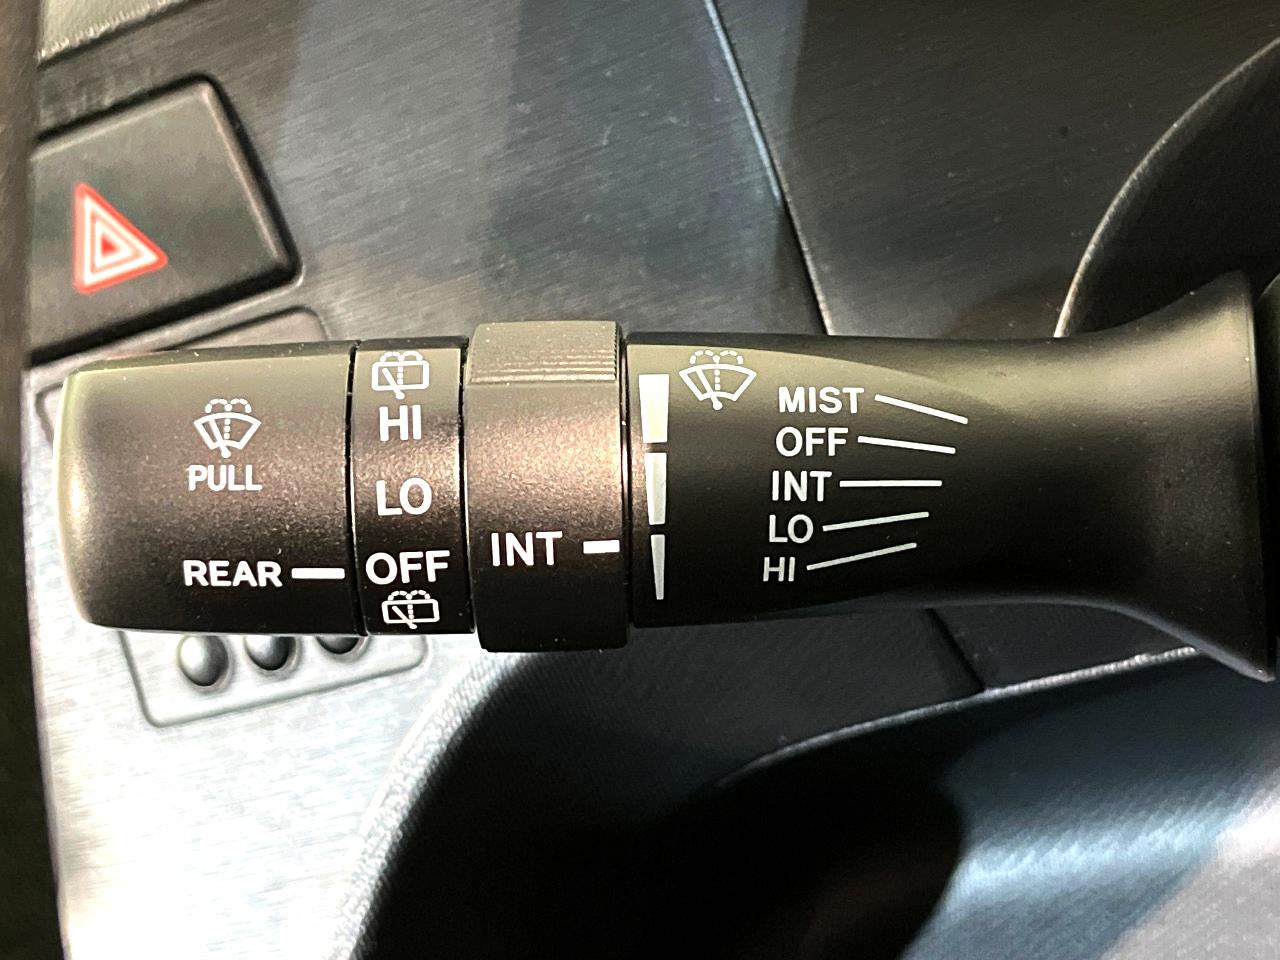 PULL
REAR
HI
LO
OFF
INT
MIST
OFF
INT
LO
HI